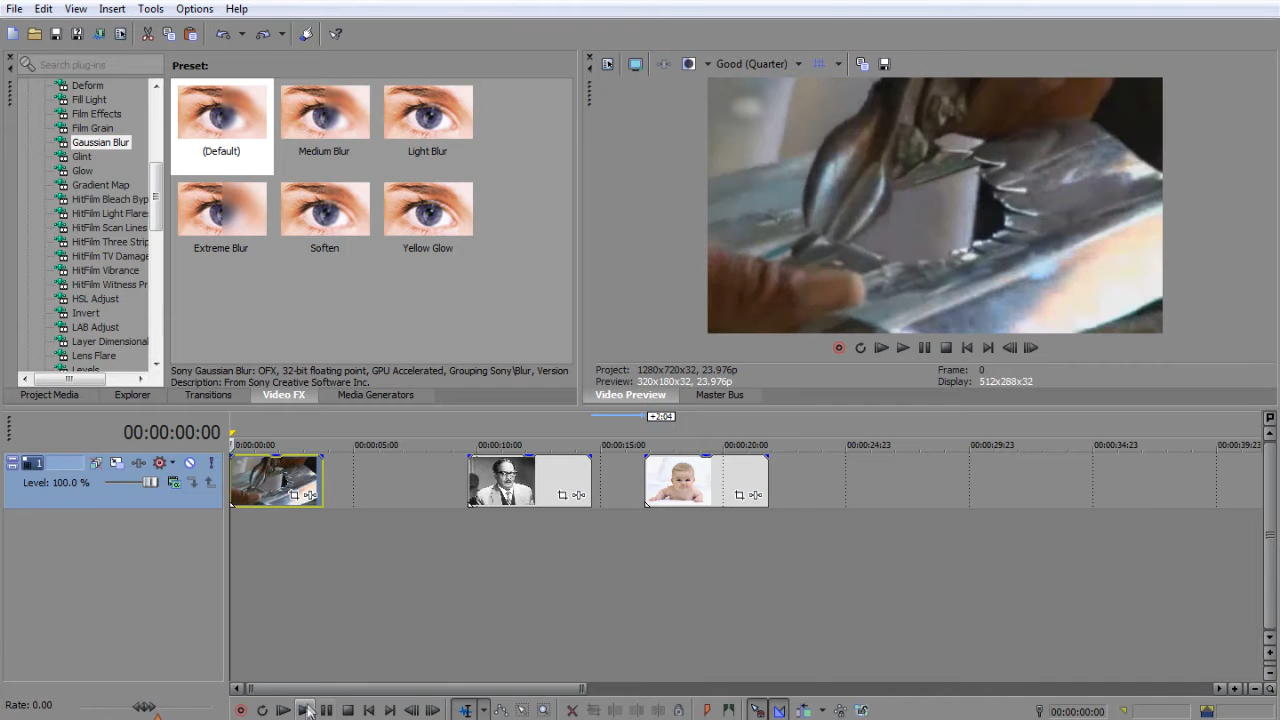 File Edit View Insert Tools Options Help
Search plug-ins
Preset:
Deform
Fill Light
Film Effects
Film Grain
Gaussian Blur
Glint
Glow
Gradient Map
HitFilm Bleach Byp
HitFilm Light Flares
HitFilm Scan Lines
HitFilm Three Strip
HitFilm TV Damage
HitFilm Vibrance
HitFilm Witness Pr
HSL Adjust
Invert
LAB Adjust
Layer Dimensional
Lens Flare
Levels
(Default) Medium Blur Light Blur
Extreme Blur Soften Yellow Glow
Sony Gaussian Blur: OFX, 32-bit floating point, GPU Accelerated, Grouping Sony\Blur, Version
Description: From Sony Creative Software Inc.
Project Media Explorer Transitions Video FX Media Generators
Good (Quarter)
Project: 1280x720x32, 23.976p Frame: 0
Preview: 320x180x32, 23.976p Display: 512x288x32
Video Preview Master Bus
+2:04
00:00:00:00
0:00:00:00 00:00:05:00 00:00:10:00 00:00:15:00 00:00:20:00 00:00:24:23 00:00:29:23 00:00:34:23 00:00:39:23
1
Level: 100.0 %
Rate: 0.00
00:00:00:00